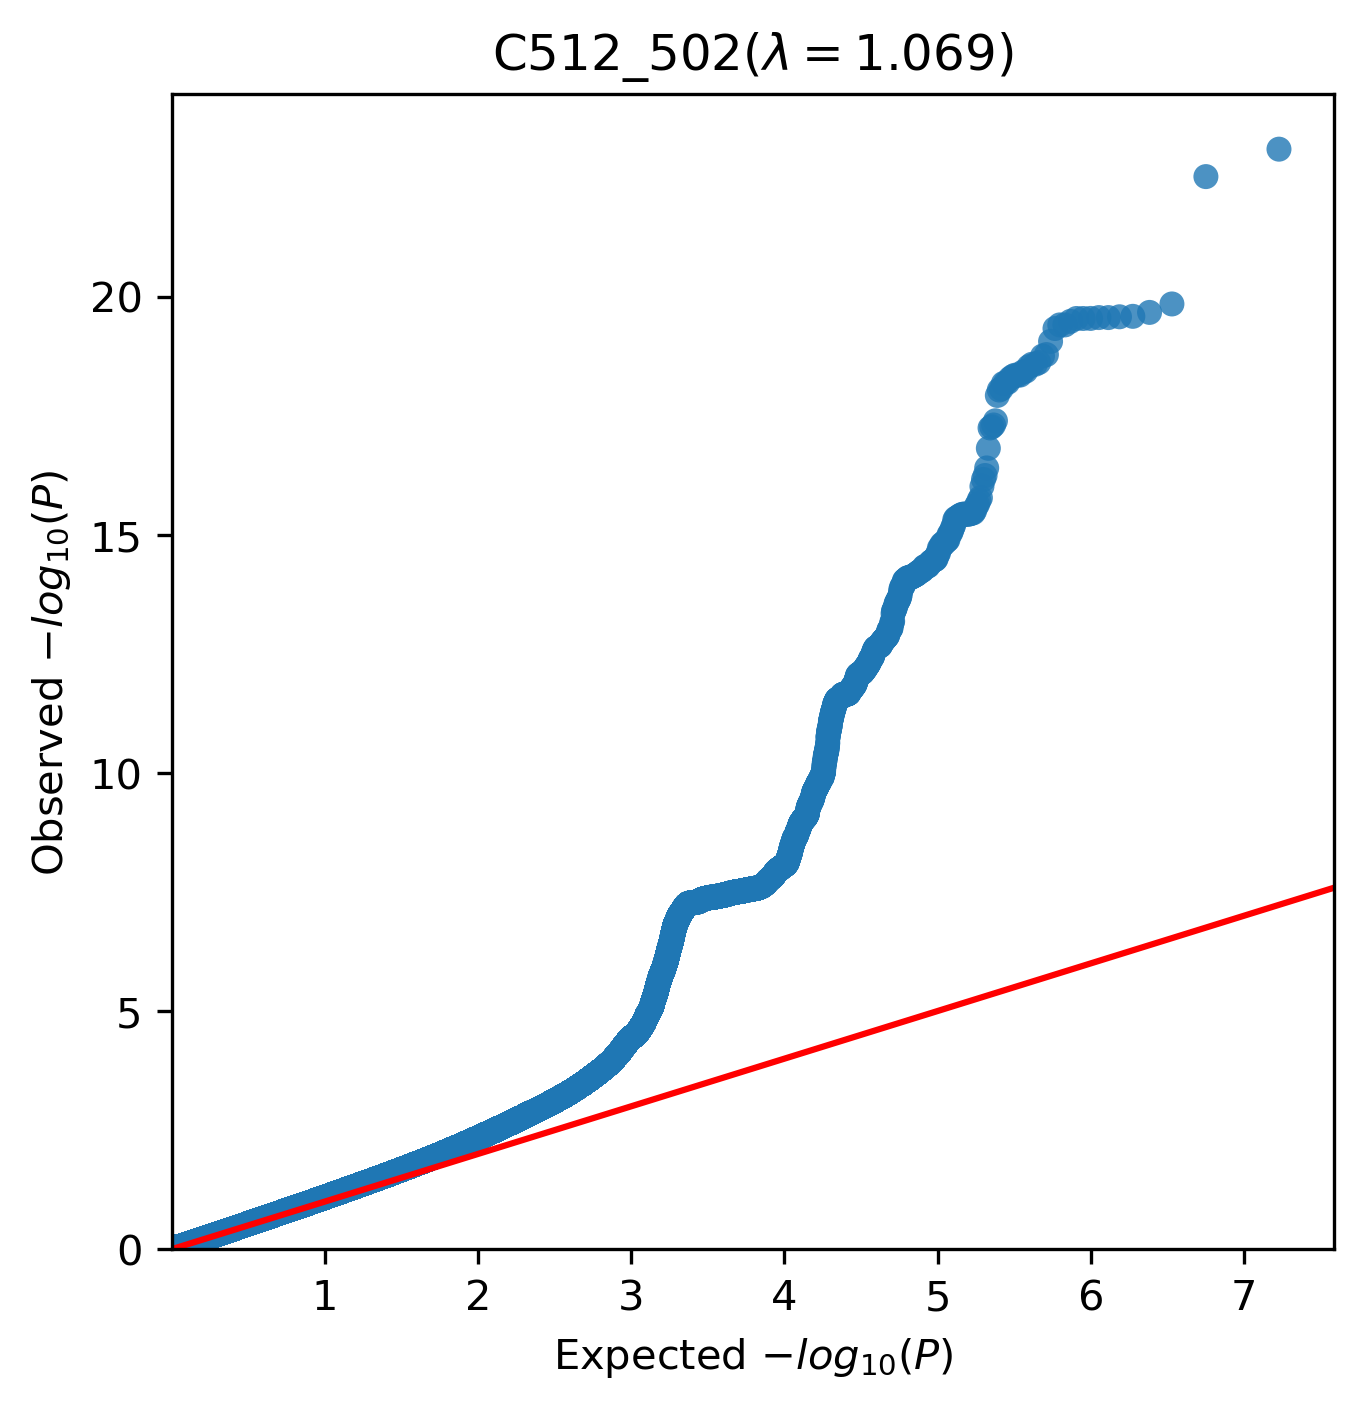 C512_502(λ = 1.069)
Observed −log₁₀(P)
20
15
10
5
0
1 2 3 4 5 6 7
Expected −log₁₀(P)